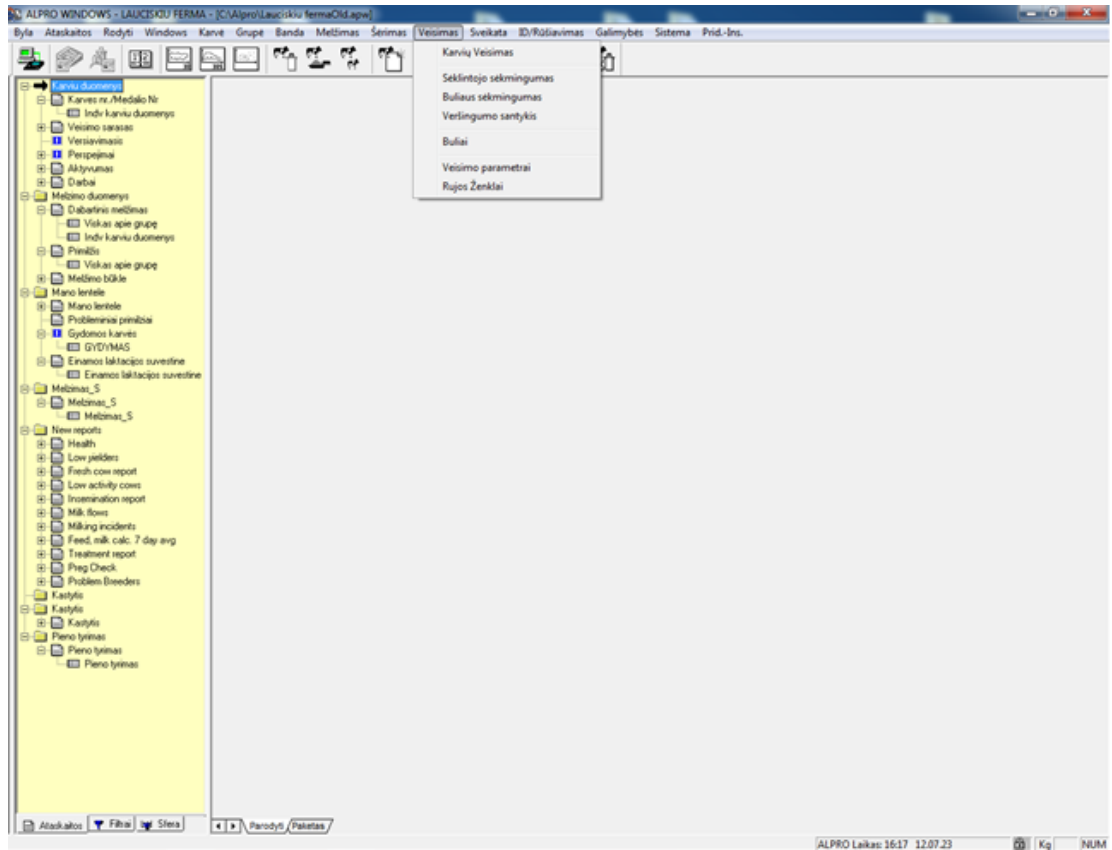 ALPRO WINDOWS - LAUCISKIU FERMA - [C:\Alpro\Lauciskiu fermaOld.apw]
Byla Ataskaitos Rodyti Windows Karvė Grupė Banda Melžimas Šėrimas Veisimas Sveikata ID/Rūšiavimas Galimybės Sistema Prid.-Ins.
Karvių Veisimas
Sėklintojo sėkmingumas
Buliaus sėkmingumas
Veršingumo santykis
Buliai
Veisimo parametrai
Rujos Ženklai
Karviu duomenys
Karves nr./Medalio Nr
Indv karviu duomenys
Veisimo sarasas
Versiavimasis
Perspejimai
Aktyvumas
Darbai
Melzimo duomenys
Dabartinis melžimas
Viskas apie grupę
Indv karviu duomenys
Primilžis
Viskas apie grupę
Melžimo būkle
Mano lentele
Mano lentele
Probleminiai primilziai
Gydomos karvės
GYDYMAS
Einamos laktacijos suvestine
Einamos laktacijos suvestine
Melzimas_S
Melzimas_S
Melzimas_S
New reports
Health
Low yielders
Fresh cow report
Low activity cows
Insemination report
Milk flows
Milking incidents
Feed, milk calc. 7 day avg
Treatment report
Preg Check
Problem Breeders
Kastytis
Kastytis
Kastytis
Pieno tyrimas
Pieno tyrimas
Pieno tyrimas
Ataskaitos Filtrai Sfera Parodyti Paketas
ALPRO Laikas: 16:17 12.07.23 Kg NUM